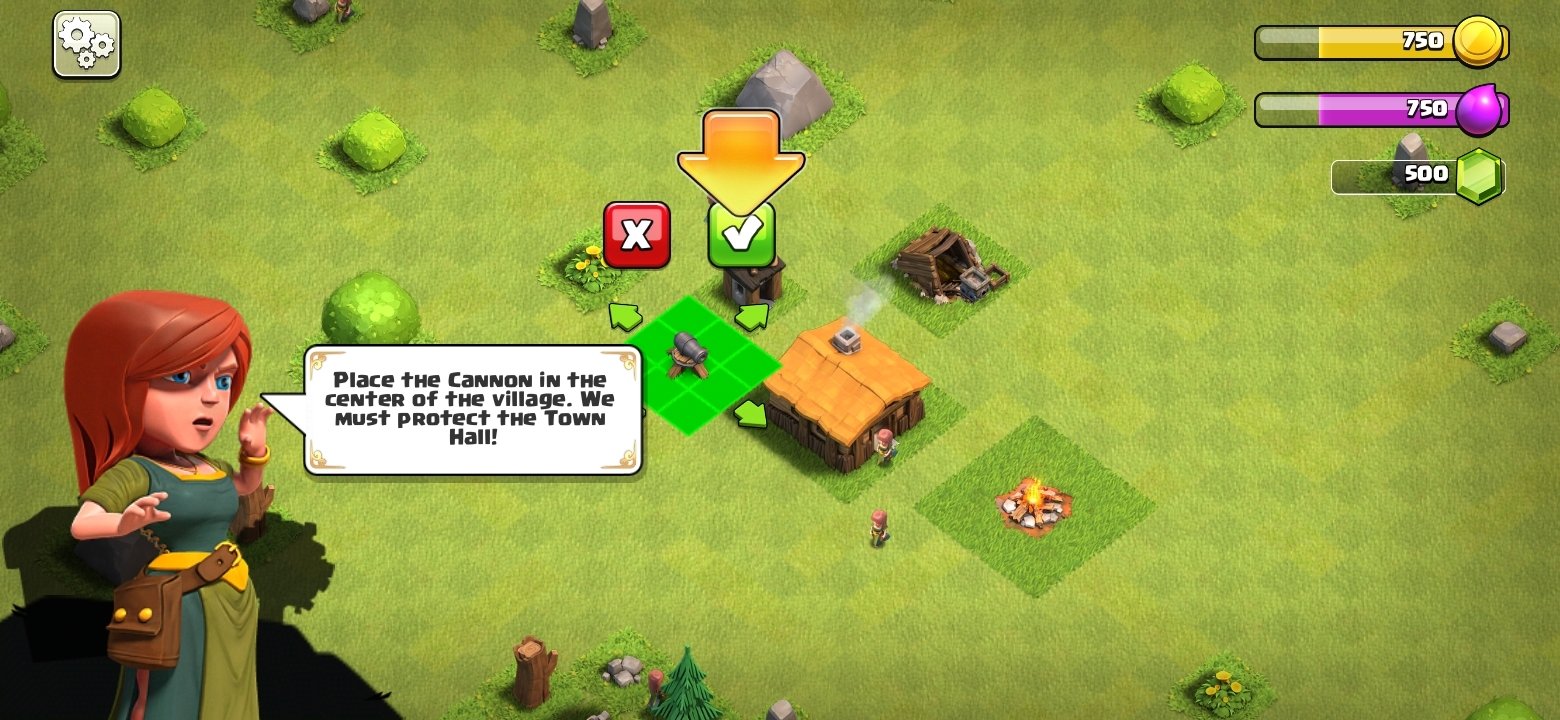 750
750
500
Place the Cannon in the
center of the village. We
must protect the Town
Hall!